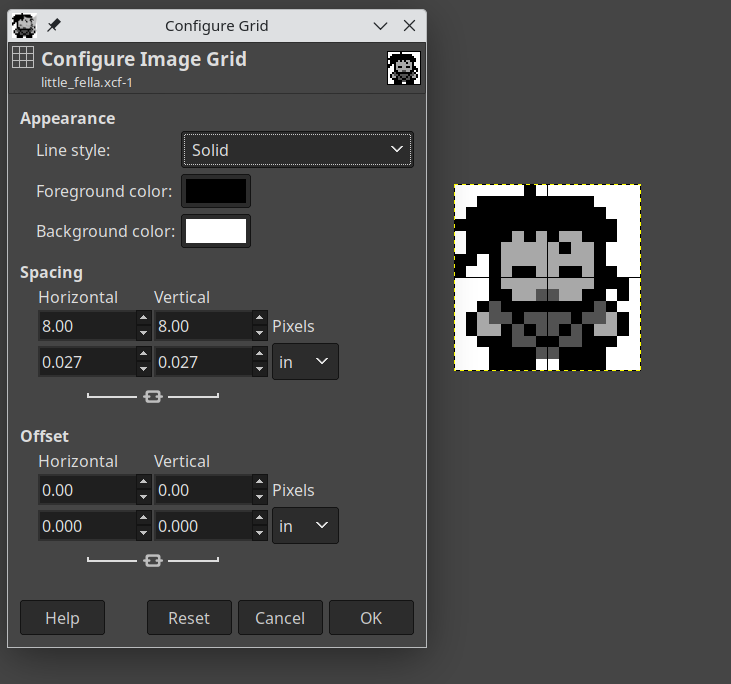 Configure Grid
Configure Image Grid
little_fella.xcf-1
Appearance
Line style: Solid
Foreground color:
Background color:
Spacing
Horizontal Vertical
8.00 8.00 Pixels
0.027 0.027 in
Offset
Horizontal Vertical
0.00 0.00 Pixels
0.000 0.000 in
Help Reset Cancel OK